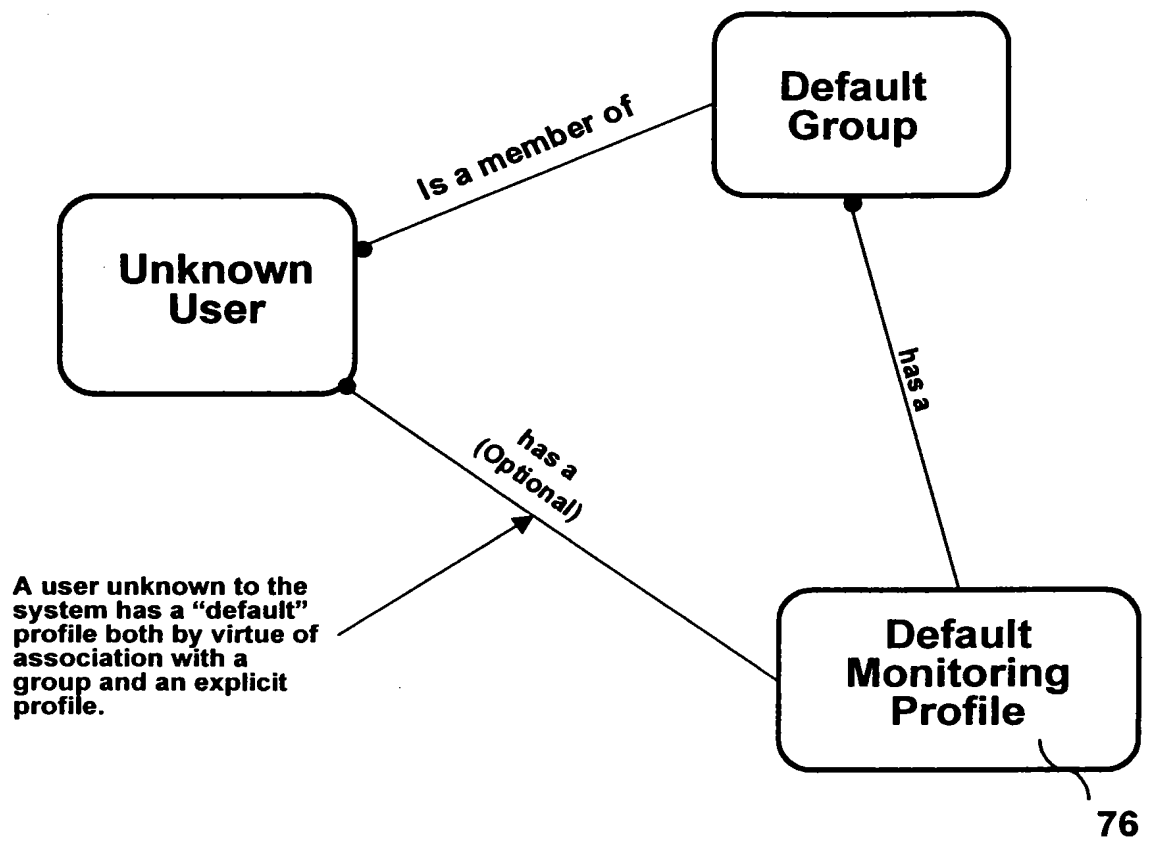 Default
Group
Is a member of
Unknown
User
has a
has a
(Optional)
A user unknown to the
system has a “default”
profile both by virtue of
association with a
group and an explicit
profile.
Default
Monitoring
Profile
76